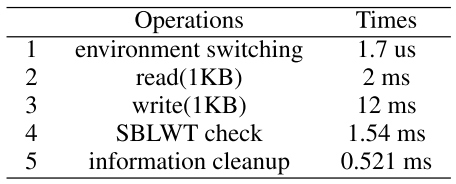 Operations Times
1 environment switching 1.7 us
2 read(1KB) 2 ms
3 write(1KB) 12 ms
4 SBLWT check 1.54 ms
5 information cleanup 0.521 ms